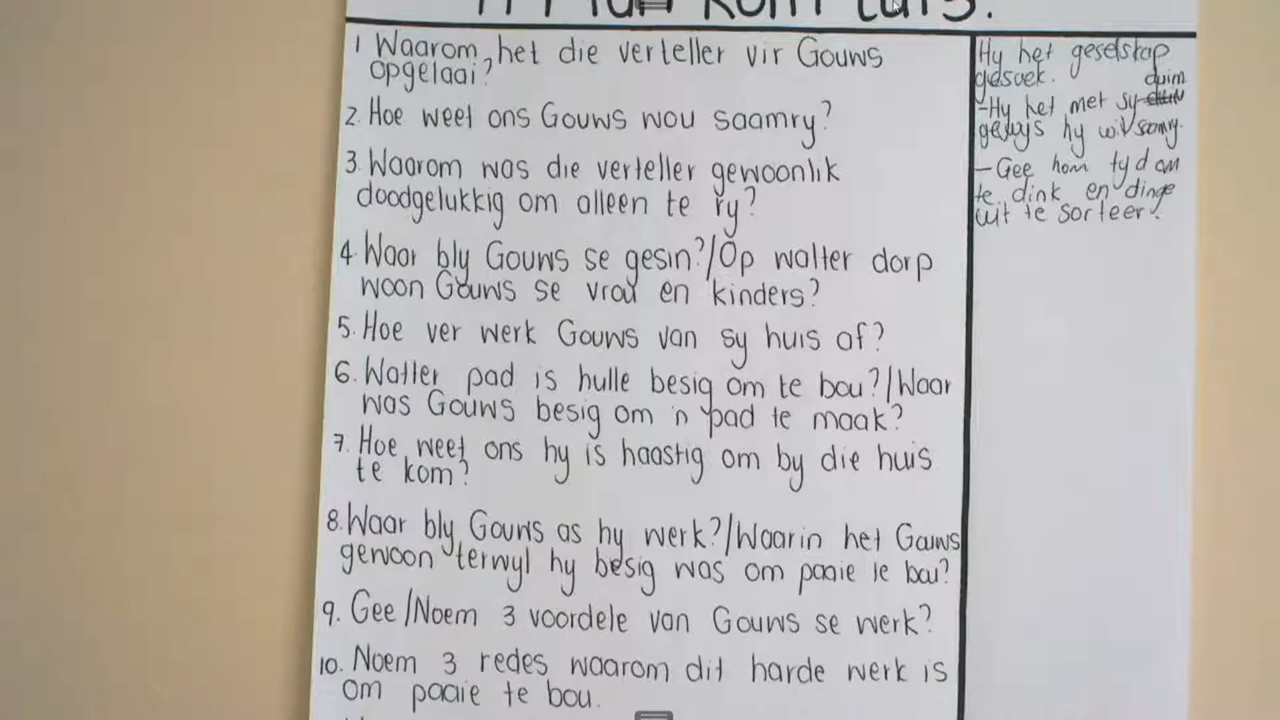 kom tuis.
1 Waarom het die verteller vir Gouws
opgelaai?
2. Hoe weet ons Gouws wou saamry?
3. Waarom was die verteller gewoonlik
doodgelukkig om alleen te ry?
4. Waar bly Gouws se gesin?/Op watter dorp
woon Gouws se vrou en kinders?
5. Hoe ver werk Gouws van sy huis af?
6. Watter pad is hulle besig om te bou?/Waar
was Gouws besig om 'n pad te maak?
7. Hoe weet ons hy is haastig om by die huis
te kom?
8. Waar bly Gouws as hy werk?/Waarin het Gouws
gewoon terwyl hy besig was om paaie te bou?
9. Gee/Noem 3 voordele van Gouws se werk?
10. Noem 3 redes waarom dit harde werk is
om paaie te bou.
Hy het geselskap
gesoek.
duim
-Hy het met sy
gewys hy wil saamry.
-Gee hom tyd om
te dink en dinge
uit te sorteer.